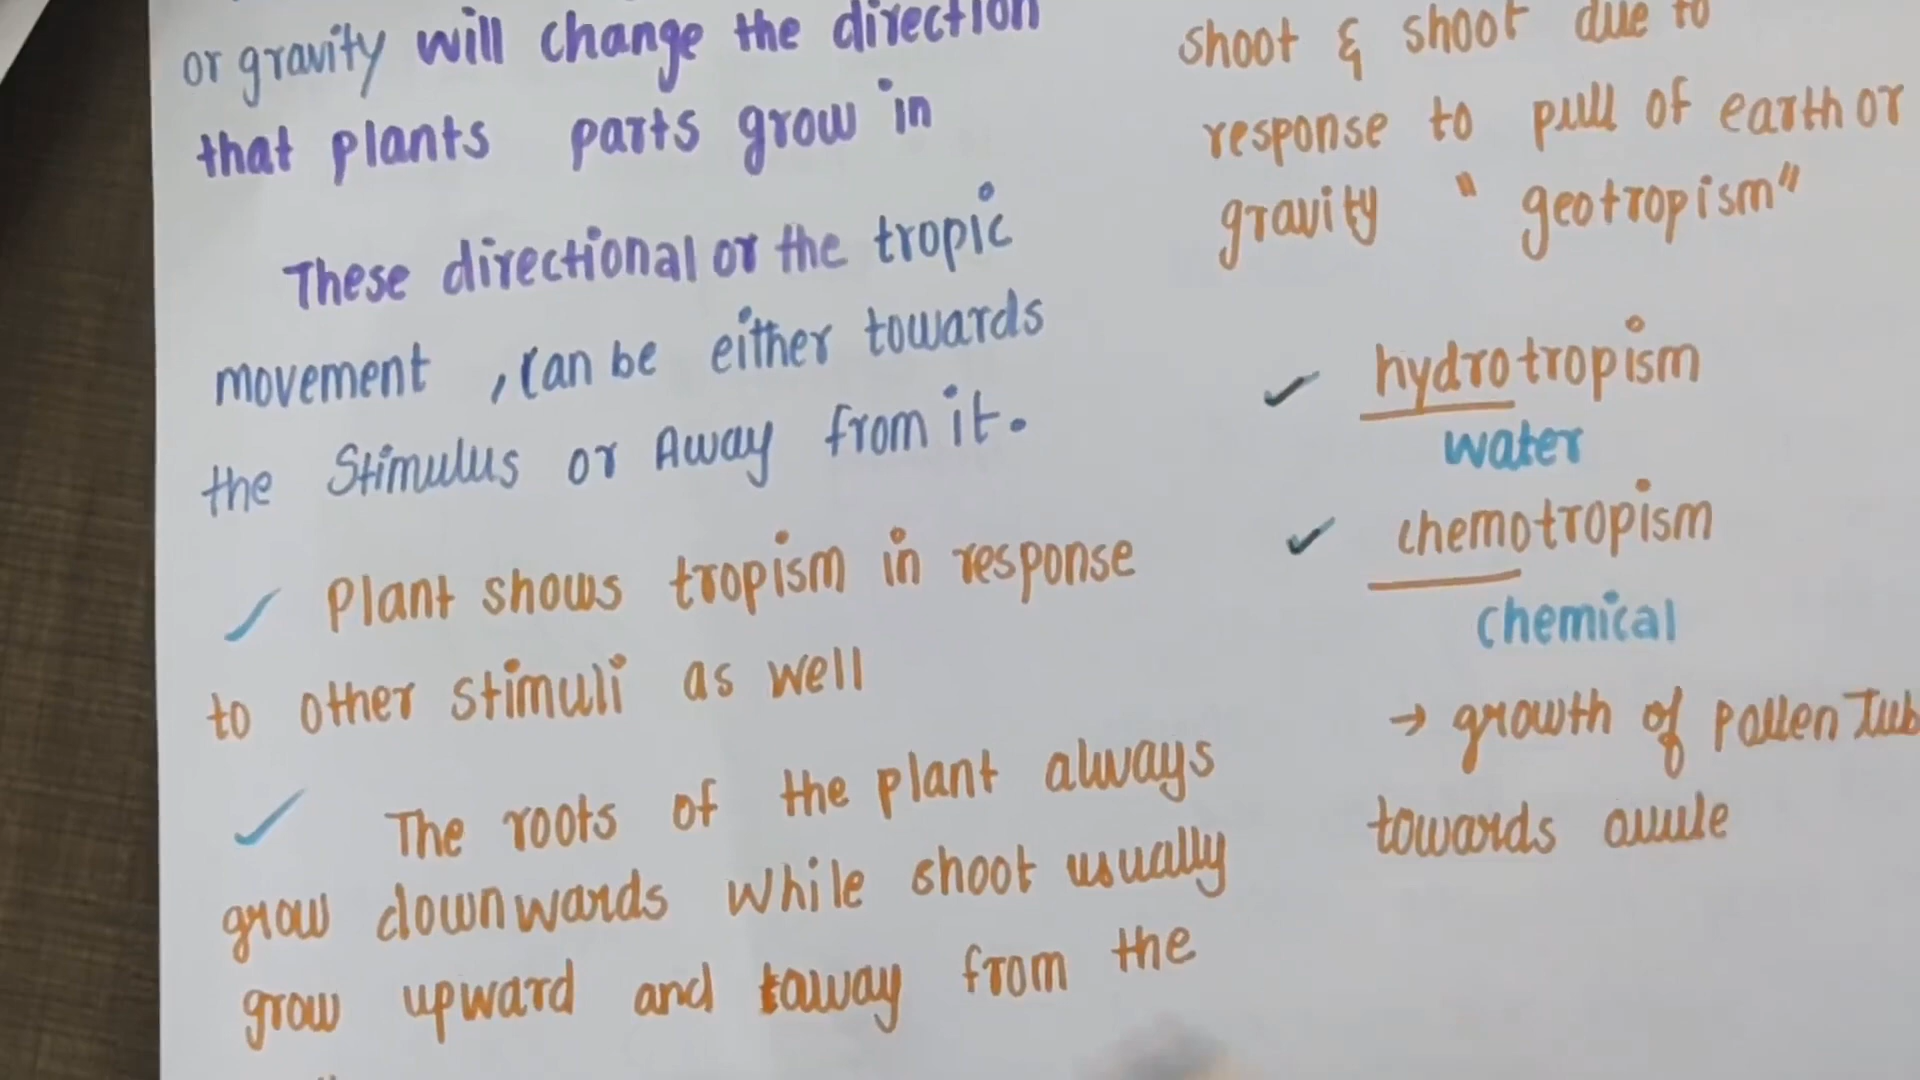 or gravity will change the direction
that plants parts grow in
These directional or the tropic
movement , can be either towards
the Stimulus or Away from it.
Plant shows tropism in response
to other stimuli as well
The roots of the plant always
grow downwards while shoot usually
grow upward and away from the
shoot & shoot due to
response to pull of earth or
gravity " geotropism"
hydrotropism
water
chemotropism
chemical
→ growth of pollen Tub
towards